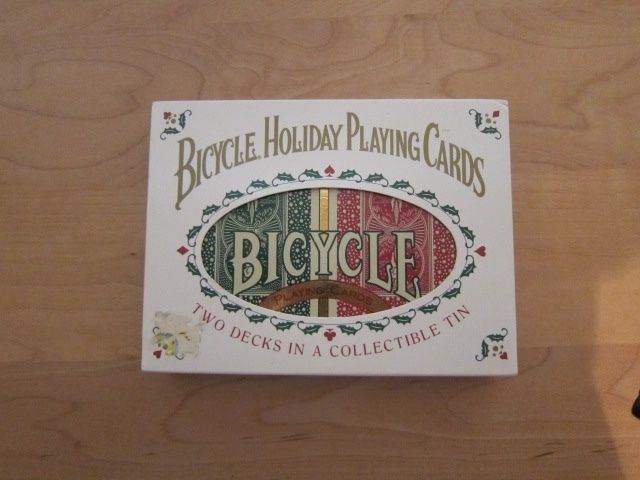 BICYCLE HOLIDAY PLAYING CARDS
BICYCLE
PLAYING CARDS
TWO DECKS IN A COLLECTIBLE TIN